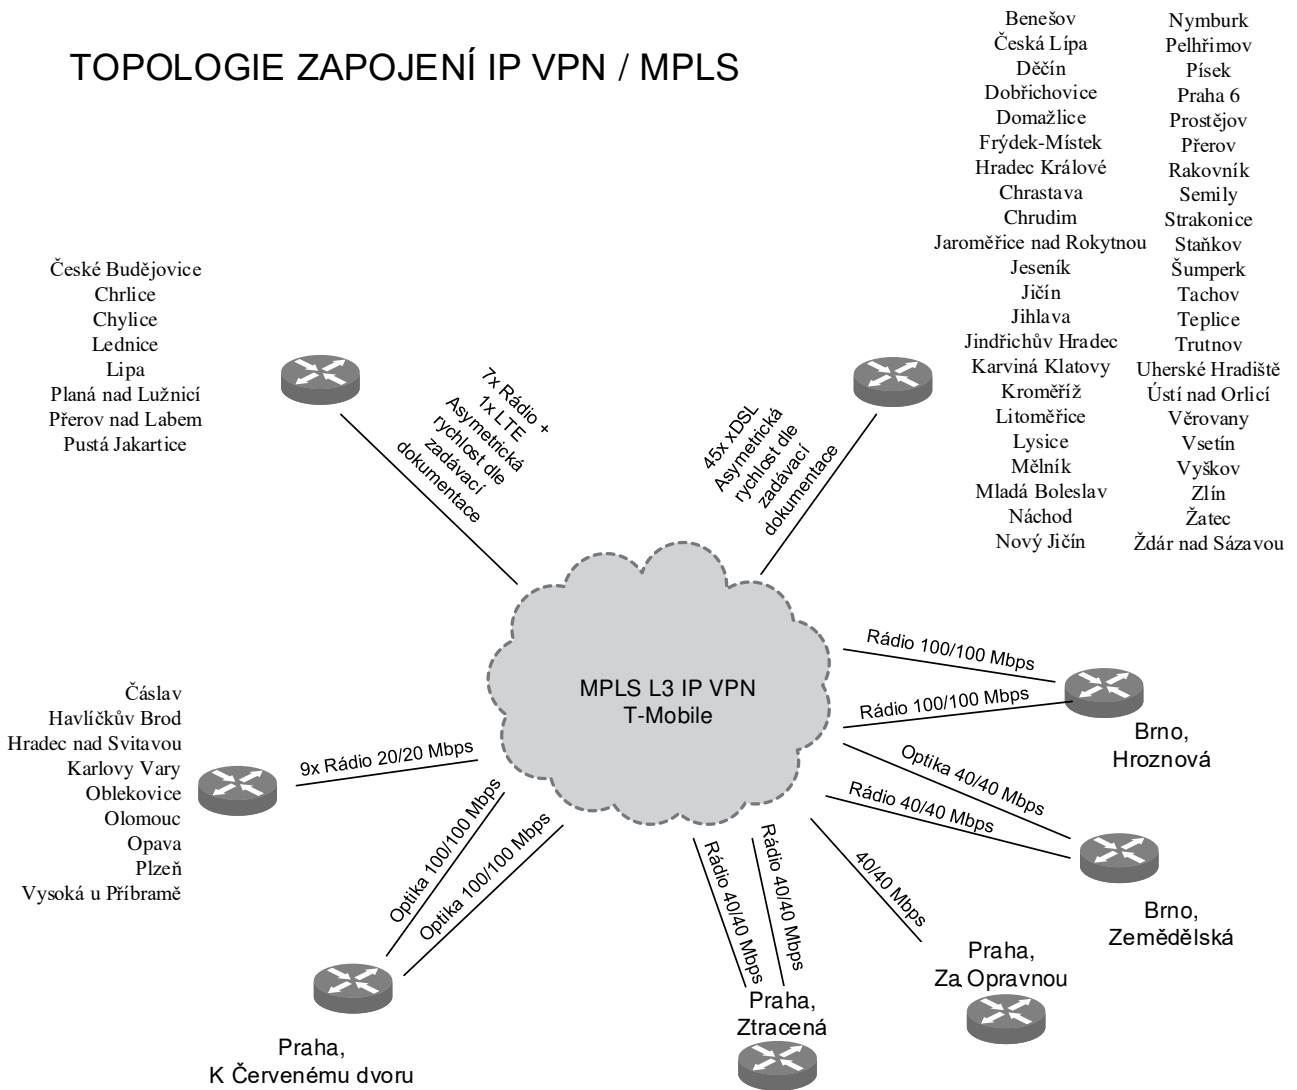 TOPOLOGIE ZAPOJENÍ IP VPN / MPLS
Benešov
Česká Lípa
Děčín
Dobřichovice
Domažlice
Frýdek-Místek
Hradec Králové
Chrastava
Chrudim
Jaroměřice nad Rokytnou
Jeseník
Jičín
Jihlava
Jindřichův Hradec
Karviná Klatovy
Kroměříž
Litoměřice
Lysice
Mělník
Mladá Boleslav
Náchod
Nový Jičín
Nymburk
Pelhřimov
Písek
Praha 6
Prostějov
Přerov
Rakovník
Semily
Strakonice
Staňkov
Šumperk
Tachov
Teplice
Trutnov
Uherské Hradiště
Ústí nad Orlicí
Věrovany
Vsetín
Vyškov
Zlín
Žatec
Ždár nad Sázavou
České Budějovice
Chrlice
Chylice
Lednice
Lipa
Planá nad Lužnicí
Přerov nad Labem
Pustá Jakartice
7x Rádio +
1x LTE
Asymetrická
rychlost dle
zadávací
dokumentace
45x xDSL
Asymetrická
rychlost dle
zadávací
dokumentace
MPLS L3 IP VPN
T-Mobile
Rádio 100/100 Mbps
Rádio 100/100 Mbps
Brno,
Hroznová
Optika 40/40 Mbps
Rádio 40/40 Mbps
Brno,
Zemědělská
Čáslav
Havlíčkův Brod
Hradec nad Svitavou
Karlovy Vary
Oblekovice
Olomouc
Opava
Plzeň
Vysoká u Příbramě
9x Rádio 20/20 Mbps
Optika 100/100 Mbps
Optika 100/100 Mbps
Praha,
K Červenému dvoru
Rádio 40/40 Mbps
Rádio 40/40 Mbps
Praha,
Ztracená
40/40 Mbps
Praha,
Za Opravnou